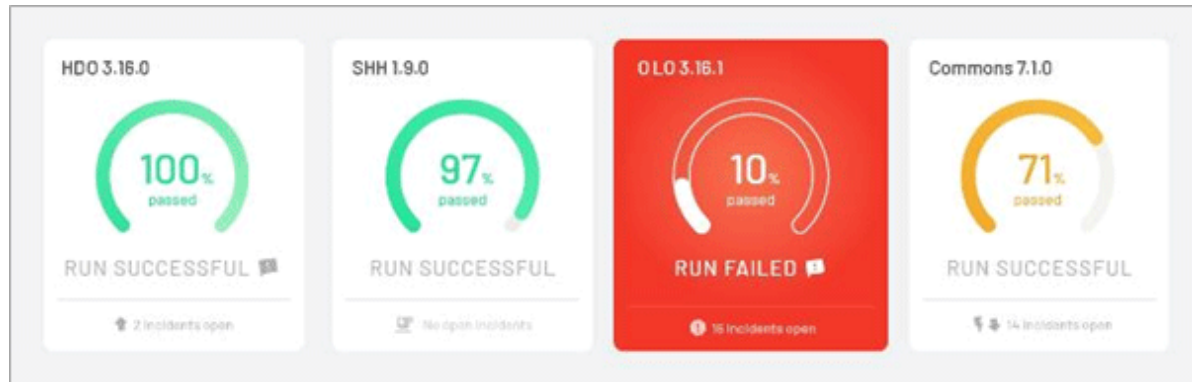 HDO 3.16.0
100%
passed
RUN SUCCESSFUL
2 incidents open
SHH 1.9.0
97%
passed
RUN SUCCESSFUL
No open incidents
OLO 3.16.1
10%
passed
RUN FAILED
16 incidents open
Commons 7.1.0
71%
passed
RUN SUCCESSFUL
14 incidents open